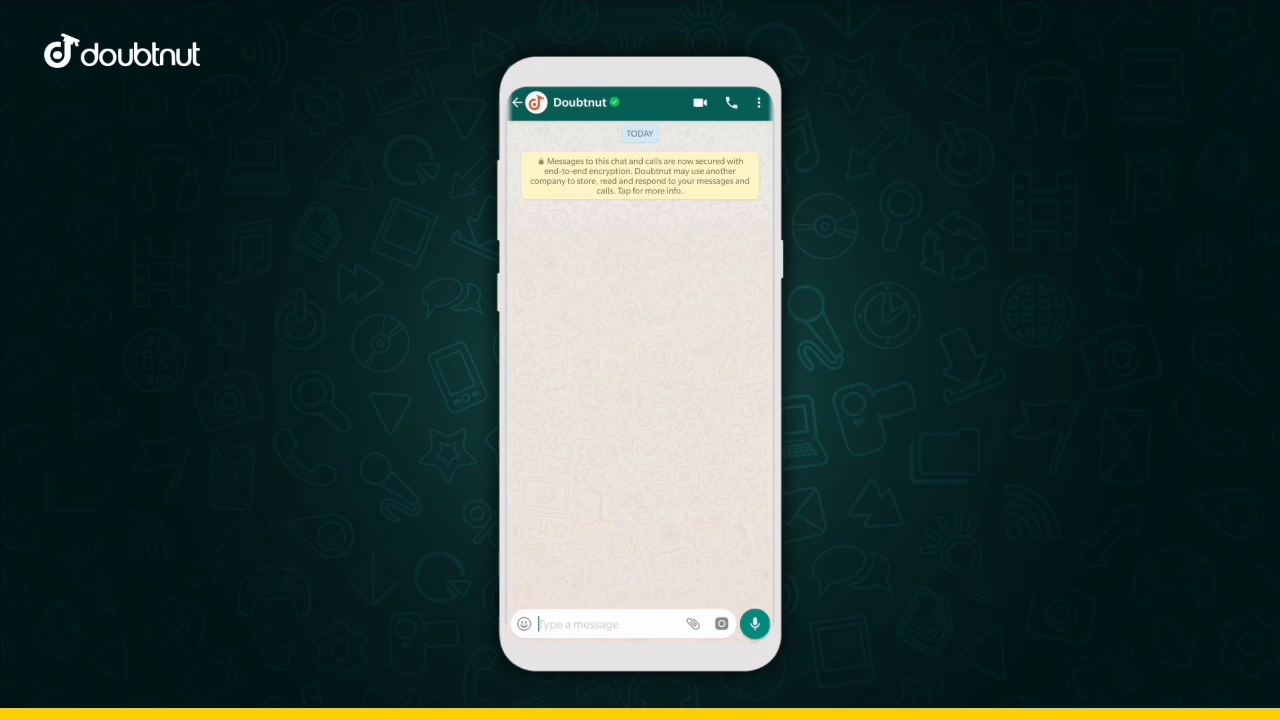 doubtnut
Doubtnut
TODAY
Messages to this chat and calls are now secured with
end-to-end encryption. Doubtnut may use another
company to store, read and respond to your messages and
calls. Tap for more info.
Type a message